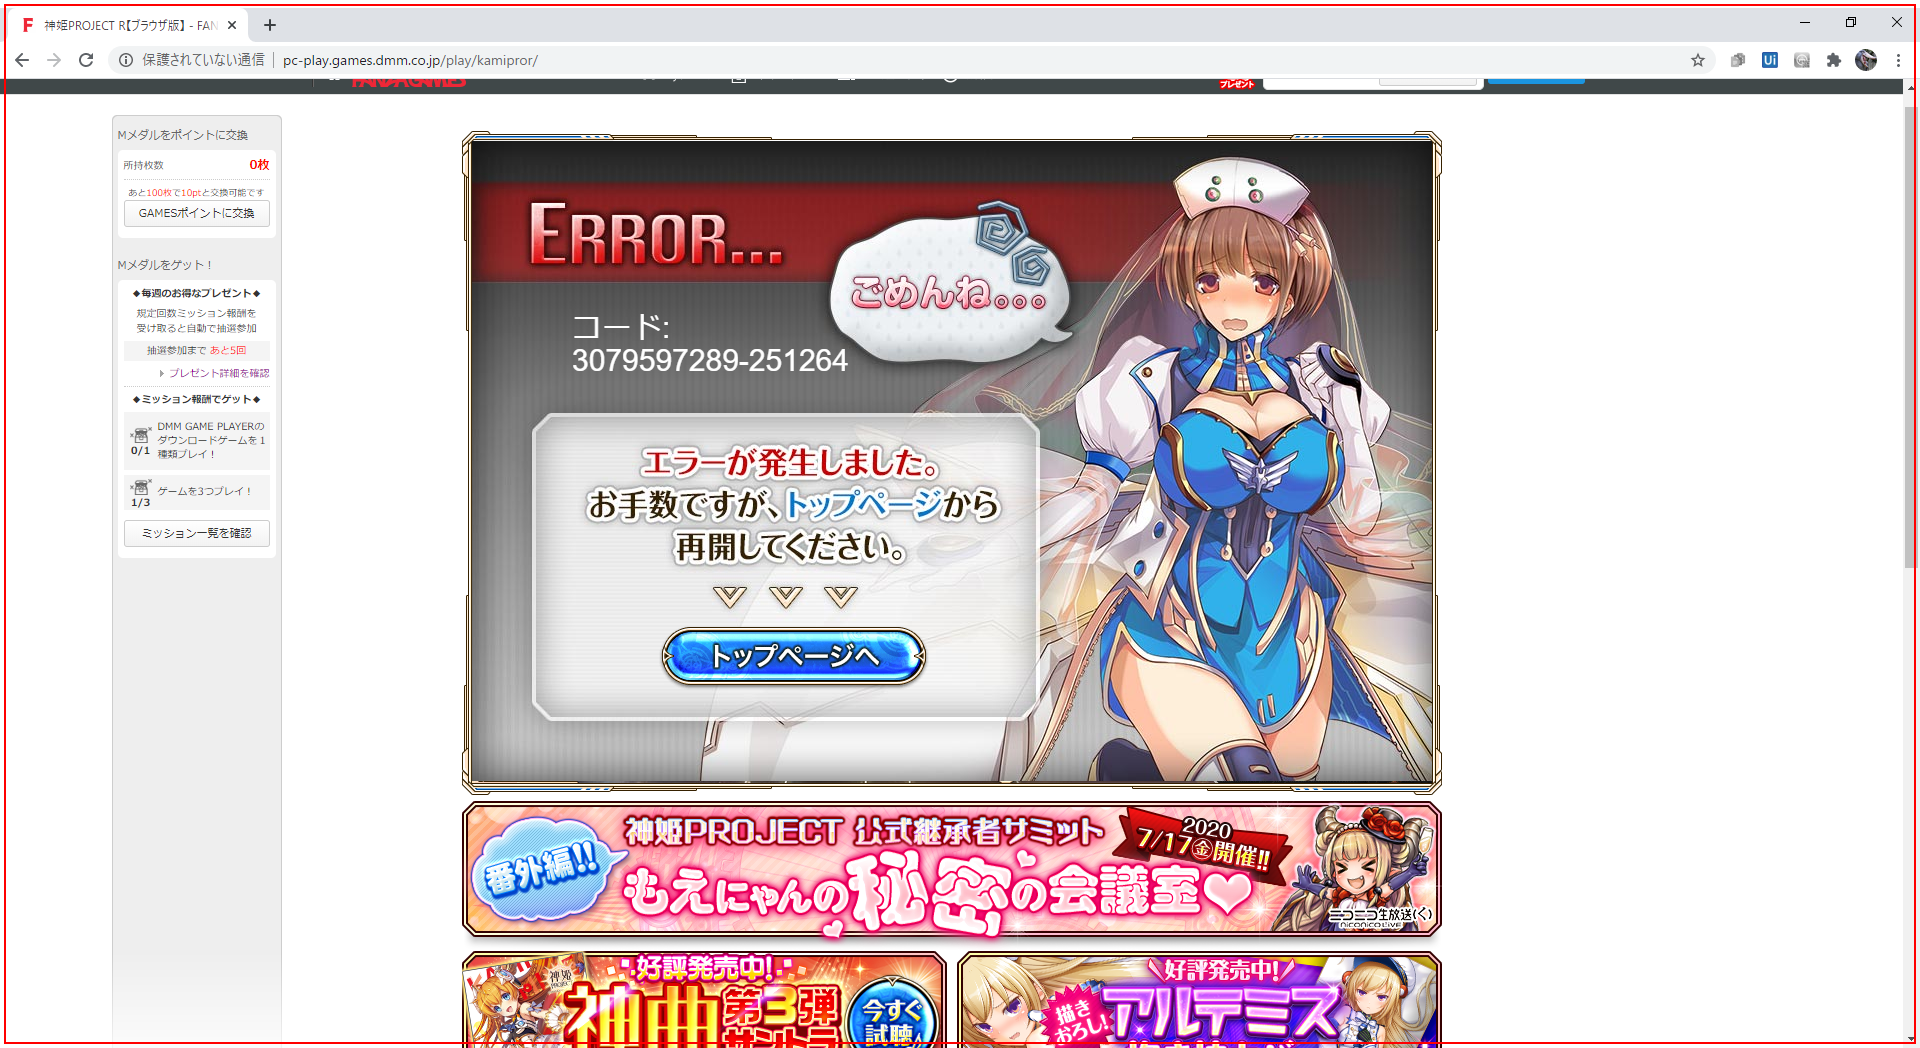 神姫PROJECT R【ブラウザ版】 - FAN
保護されていない通信
pc-play.games.dmm.co.jp/play/kamipror/
プレゼント
Mメダルをポイントに交換
所持枚数 0枚
あと100枚で10ptと交換可能です
GAMESポイントに交換
Mメダルをゲット！
◆毎週のお得なプレゼント◆
規定回数ミッション報酬を
受け取ると自動で抽選参加
抽選参加まで あと5回
プレゼント詳細を確認
◆ミッション報酬でゲット◆
DMM GAME PLAYERの
ダウンロードゲームを1
種類プレイ！
0/1
ゲームを3つプレイ！
1/3
ミッション一覧を確認
ERROR...
ごめんね。。。
コード:
3079597289-251264
エラーが発生しました。
お手数ですが、トップページから
再開してください。
トップページへ
番外編!!
神姫PROJECT 公式継承者サミット
2020
7/17㊎開催!!
もえにゃんの秘密の会議室
ニコニコ生放送(く)
niconico LIVE
好評発売中!
神姫
PROJECT
神曲
第3弾
サントラ
今すぐ
試聴
好評発売中!
描き
おろし!
アルテミス